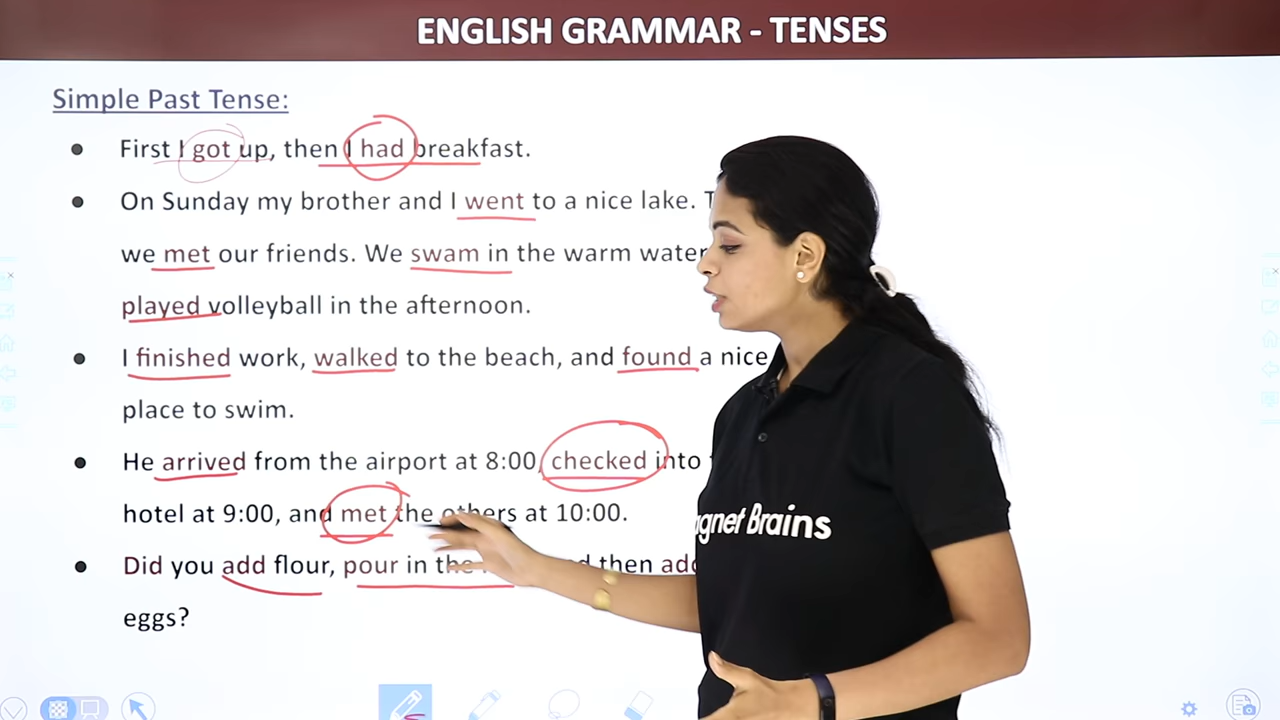 ENGLISH GRAMMAR - TENSES
Simple Past Tense:
● First I got up, then I had breakfast.
● On Sunday my brother and I went to a nice lake.
we met our friends. We swam in the warm water
played volleyball in the afternoon.
● I finished work, walked to the beach, and found a nice
place to swim.
● He arrived from the airport at 8:00, checked into
hotel at 9:00, and met the others at 10:00.
● Did you add flour, pour in the then
eggs?
Brains